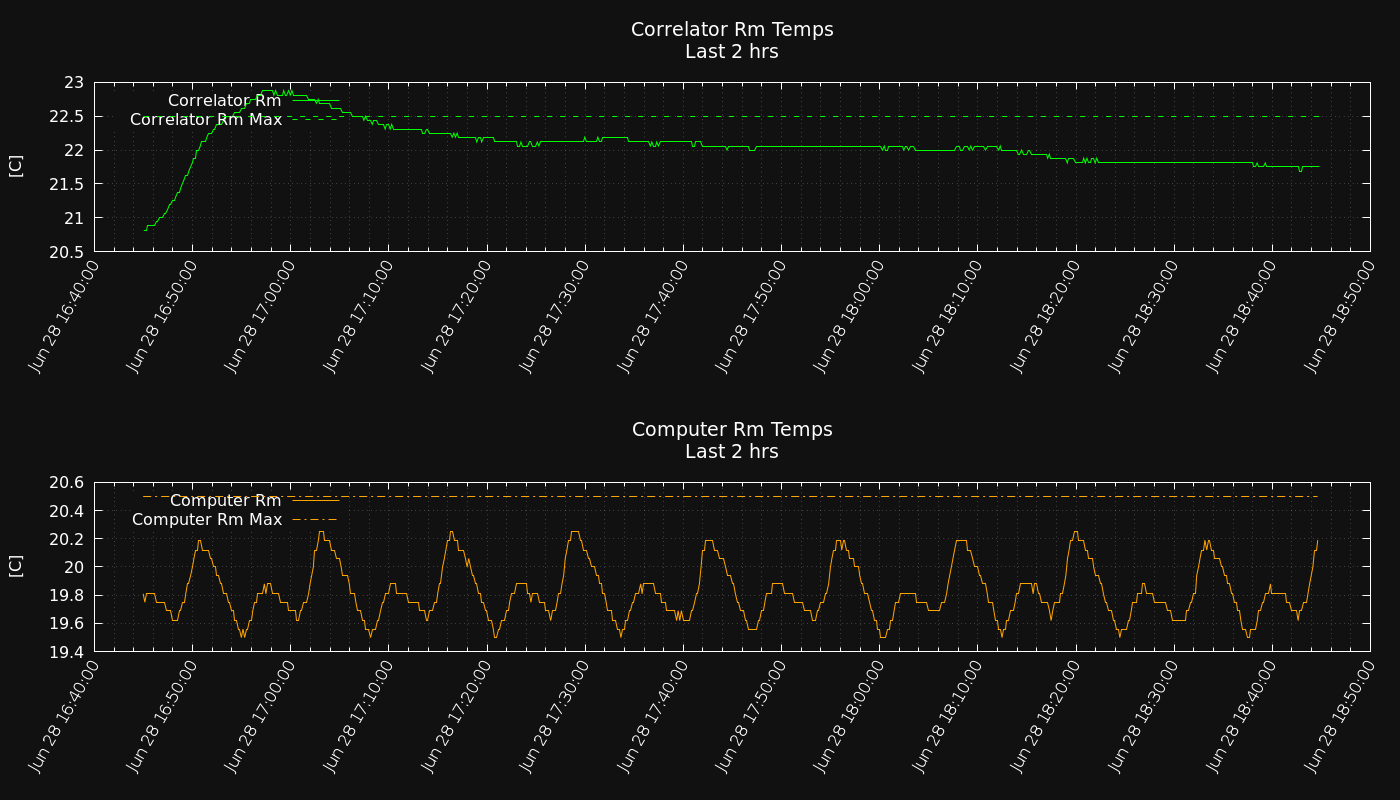 Correlator Rm Temps
Last 2 hrs
23
22.5
22
21.5
21
20.5
[C]
Correlator Rm
Correlator Rm Max
Jun 28 16:40:00
Jun 28 16:50:00
Jun 28 17:00:00
Jun 28 17:10:00
Jun 28 17:20:00
Jun 28 17:30:00
Jun 28 17:40:00
Jun 28 17:50:00
Jun 28 18:00:00
Jun 28 18:10:00
Jun 28 18:20:00
Jun 28 18:30:00
Jun 28 18:40:00
Jun 28 18:50:00
Computer Rm Temps
Last 2 hrs
20.6
20.4
20.2
20
19.8
19.6
19.4
[C]
Computer Rm
Computer Rm Max
Jun 28 16:40:00
Jun 28 16:50:00
Jun 28 17:00:00
Jun 28 17:10:00
Jun 28 17:20:00
Jun 28 17:30:00
Jun 28 17:40:00
Jun 28 17:50:00
Jun 28 18:00:00
Jun 28 18:10:00
Jun 28 18:20:00
Jun 28 18:30:00
Jun 28 18:40:00
Jun 28 18:50:00